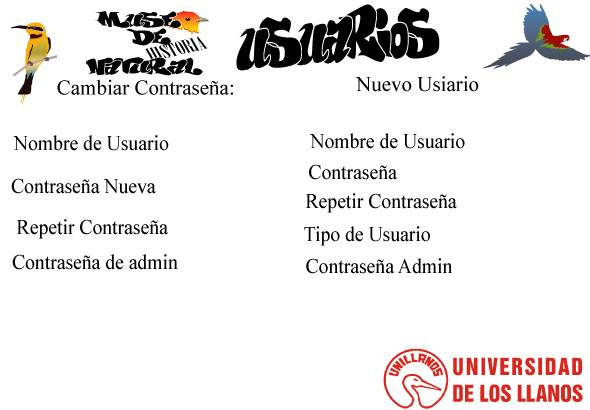 MUSEO
DE
HISTORIA
NATURAL
USUARIOS
Cambiar Contraseña:
Nombre de Usuario
Contraseña Nueva
Repetir Contraseña
Contraseña de admin
Nuevo Usiario
Nombre de Usuario
Contraseña
Repetir Contraseña
Tipo de Usuario
Contraseña Admin
UNILLANOS
UNIVERSIDAD
DE LOS LLANOS